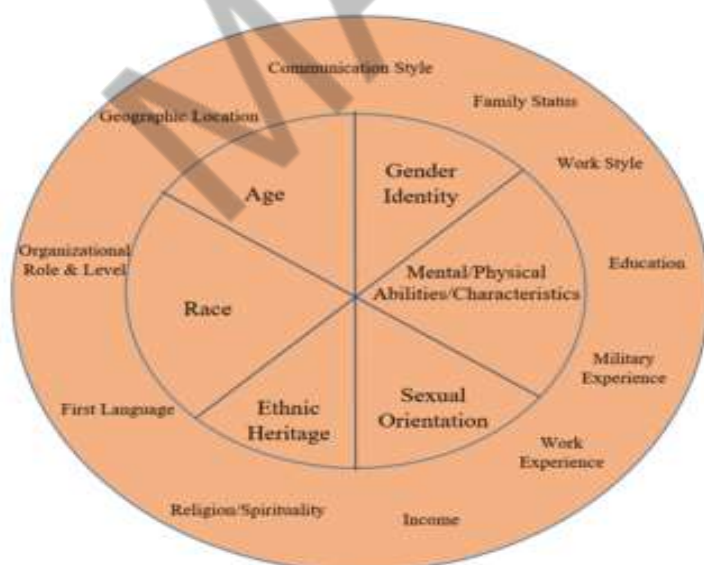 Communication Style
Family Status
Geographic Location
Work Style
Gender
Identity
Age
Organizational
Role & Level
Education
Mental/Physical
Abilities/Characteristics
Race
Military
Experience
First Language
Ethnic
Heritage
Sexual
Orientation
Work
Experience
Religion/Spirituality
Income